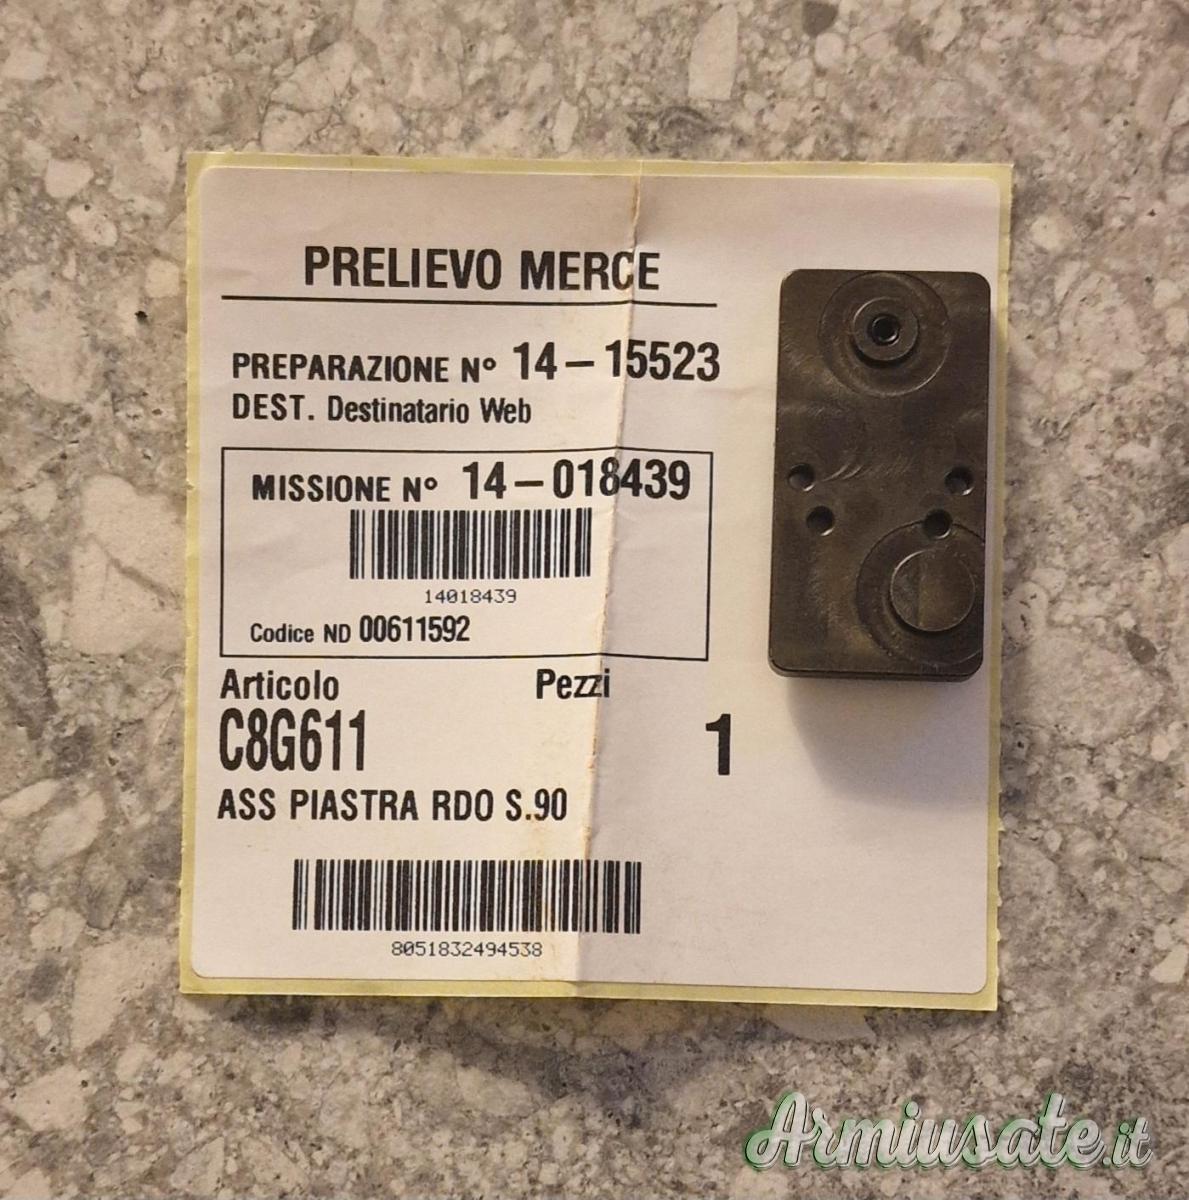 PRELIEVO MERCE
PREPARAZIONE N° 14-15523
DEST. Destinatario Web
MISSIONE N° 14-018439
14018439
Codice ND 00611592
Articolo Pezzi
C8G611 1
ASS PIASTRA RDO S.90
8051832494538
Armiusate.it